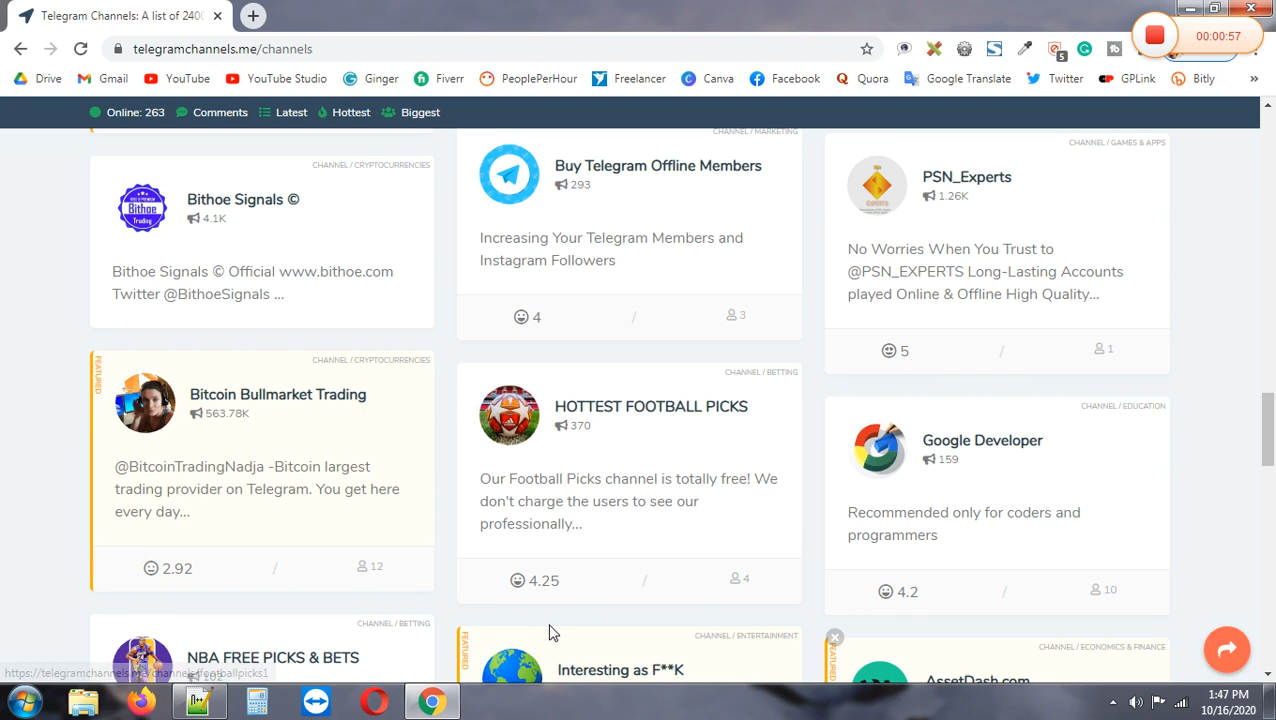 Telegram Channels: A list of 2400
00:00:57
telegramchannels.me/channels
5
Drive
Gmail
YouTube
YouTube Studio
Ginger
Fiverr
PeoplePerHour
Freelancer
Canva
Facebook
Quora
Google Translate
Twitter
GPLink
Bitly
Online: 263
Comments
Latest
Hottest
Biggest
CHANNEL / CRYPTOCURRENCIES
Bithoe Signals ©
4.1K
Bithoe Signals © Official www.bithoe.com
Twitter @BithoeSignals ...
FEATURED
CHANNEL / CRYPTOCURRENCIES
Bitcoin Bullmarket Trading
563.78K
@BitcoinTradingNadja -Bitcoin largest
trading provider on Telegram. You get here
every day...
2.92 / 12
CHANNEL / BETTING
NBA FREE PICKS & BETS
CHANNEL / MARKETING
Buy Telegram Offline Members
293
Increasing Your Telegram Members and
Instagram Followers
4 / 3
CHANNEL / BETTING
HOTTEST FOOTBALL PICKS
370
Our Football Picks channel is totally free! We
don't charge the users to see our
professionally...
4.25 / 4
FEATURED
CHANNEL / ENTERTAINMENT
Interesting as F**K
CHANNEL / GAMES & APPS
PSN_Experts
1.26K
No Worries When You Trust to
@PSN_EXPERTS Long-Lasting Accounts
played Online & Offline High Quality...
5 / 1
CHANNEL / EDUCATION
Google Developer
159
Recommended only for coders and
programmers
4.2 / 10
FEATURED
CHANNEL / ECONOMICS & FINANCE
AssetDash.com
1:47 PM
10/16/2020